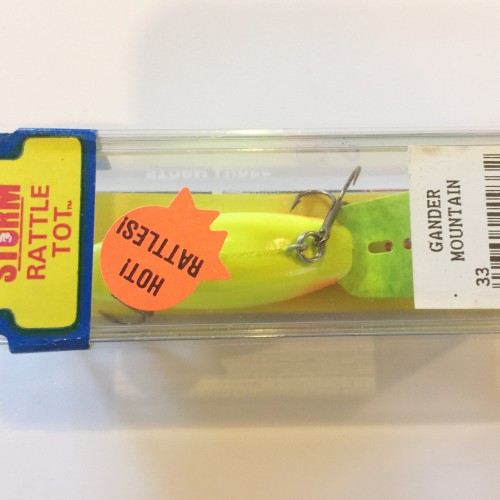 STORM
RATTLE
TOT™
HOT!
RATTLES!
GANDER
MOUNTAIN
33